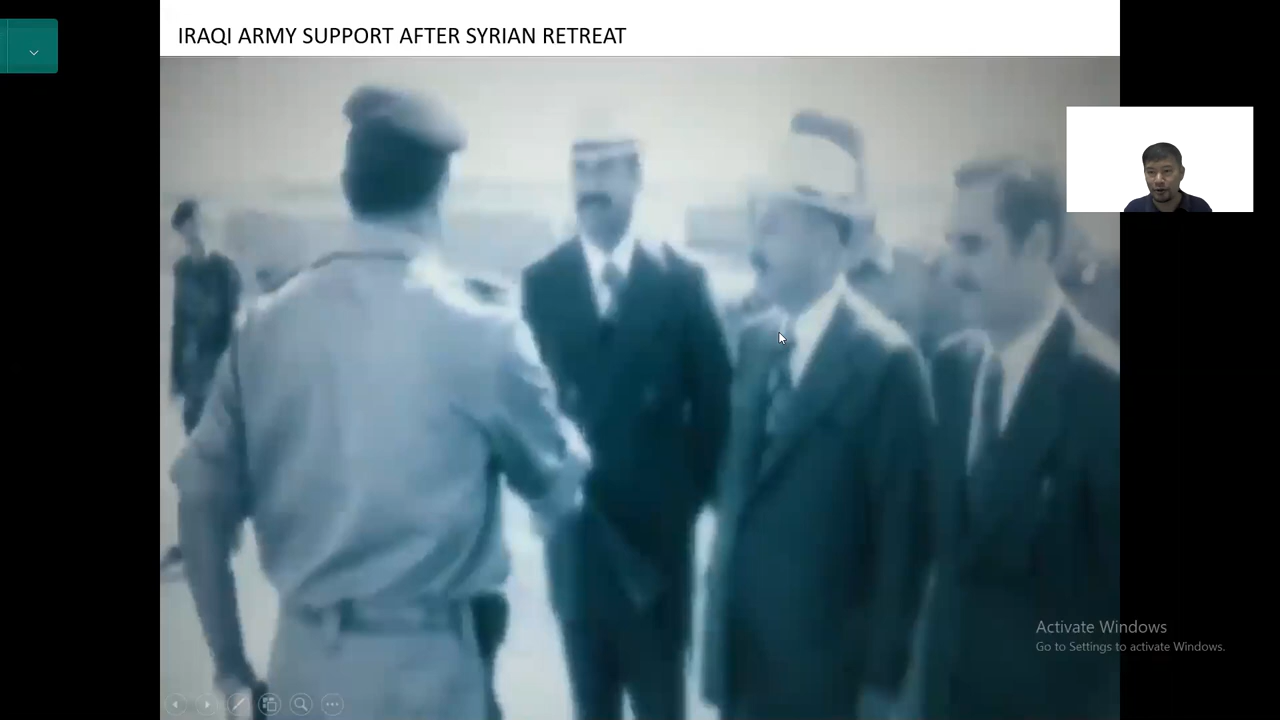 IRAQI ARMY SUPPORT AFTER SYRIAN RETREAT
Activate Windows
Go to Settings to activate Windows.